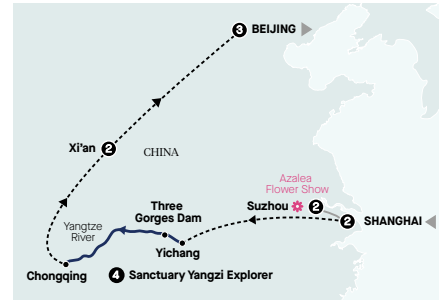 3 BEIJING
Xi'an 2
CHINA
Azalea
Flower Show
Suzhou 2
2 SHANGHAI
Three
Gorges Dam
Yangtze
River
Yichang
Chongqing
4 Sanctuary Yangzi Explorer